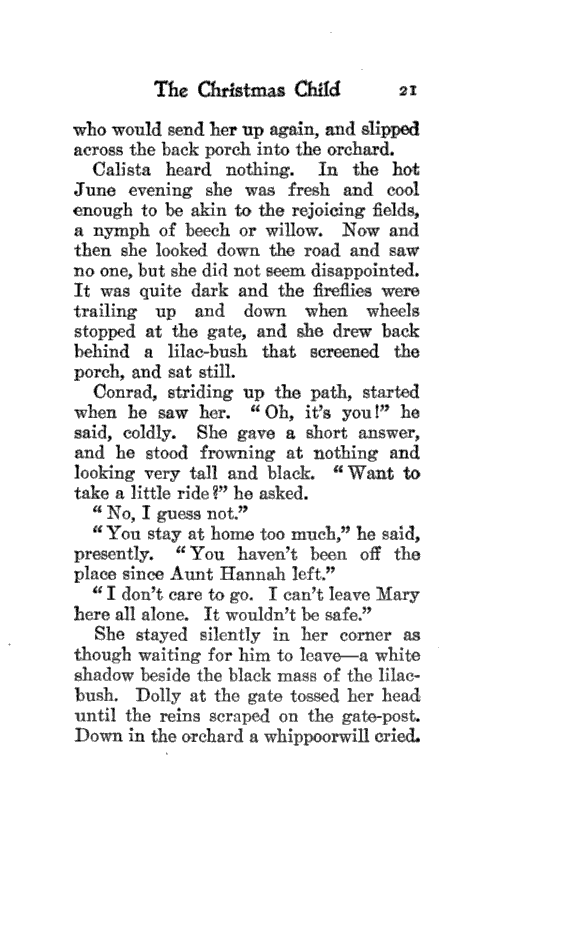 The Christmas Child 21
who would send her up again, and slipped
across the back porch into the orchard.
Calista heard nothing. In the hot
June evening she was fresh and cool
enough to be akin to the rejoicing fields,
a nymph of beech or willow. Now and
then she looked down the road and saw
no one, but she did not seem disappointed.
It was quite dark and the fireflies were
trailing up and down when wheels
stopped at the gate, and she drew back
behind a lilac-bush that screened the
porch, and sat still.
Conrad, striding up the path, started
when he saw her. “Oh, it’s you!” he
said, coldly. She gave a short answer,
and he stood frowning at nothing and
looking very tall and black. “Want to
take a little ride?” he asked.
“No, I guess not.”
“You stay at home too much,” he said,
presently. “You haven’t been off the
place since Aunt Hannah left.”
“I don’t care to go. I can’t leave Mary
here all alone. It wouldn’t be safe.”
She stayed silently in her corner as
though waiting for him to leave—a white
shadow beside the black mass of the lilac-
bush. Dolly at the gate tossed her head
until the reins scraped on the gate-post.
Down in the orchard a whippoorwill cried.